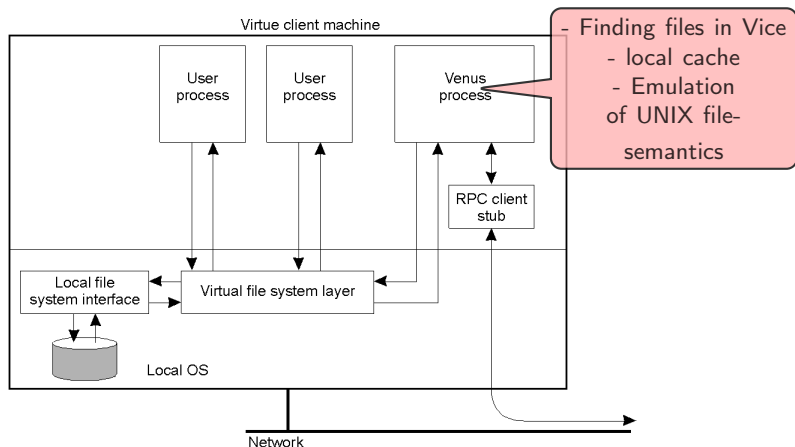 Virtue client machine
- Finding files in Vice
- local cache
- Emulation
of UNIX file-
semantics
User
process
User
process
Venus
process
RPC client
stub
Local file
system interface
Virtual file system layer
Local OS
Network